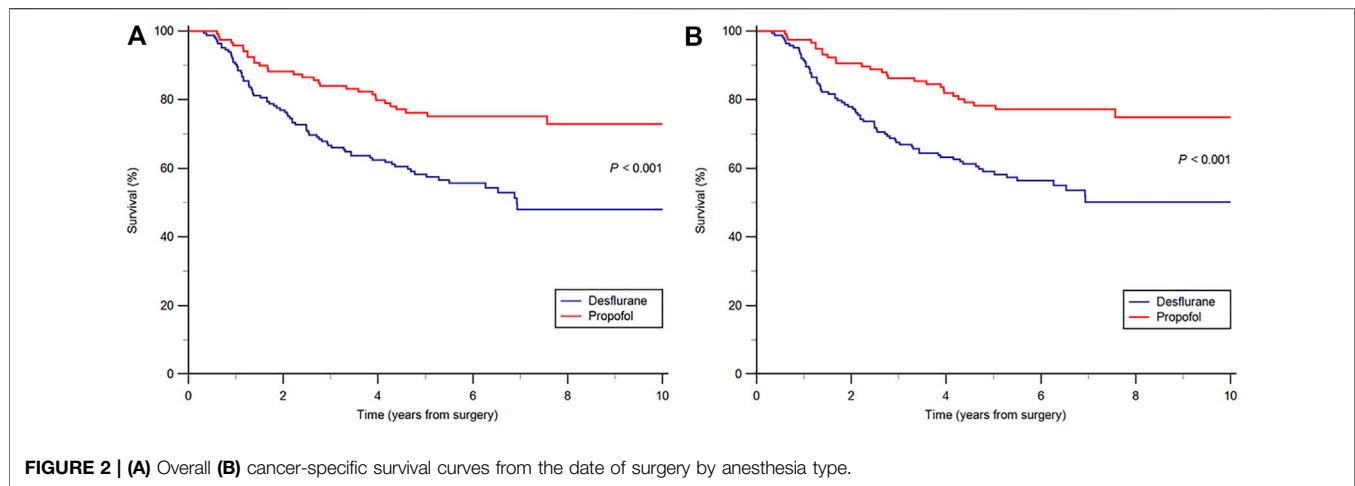 A
100
80
60
40
20
0
Survival (%)
P < 0.001
Desflurane
Propofol
0 2 4 6 8 10
Time (years from surgery)
B
100
80
60
40
20
0
Survival (%)
P < 0.001
Desflurane
Propofol
0 2 4 6 8 10
Time (years from surgery)
FIGURE 2 | (A) Overall (B) cancer-specific survival curves from the date of surgery by anesthesia type.